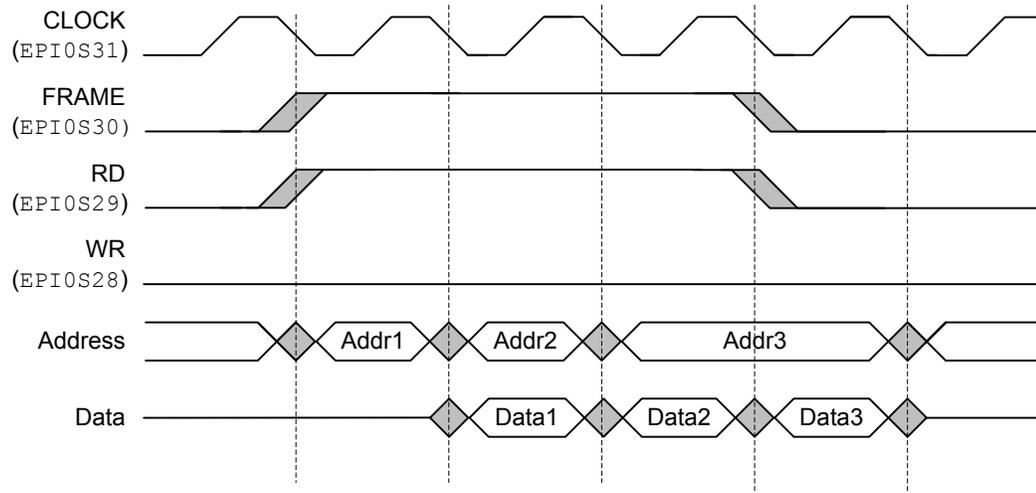 CLOCK
(EPI0S31)
FRAME
(EPI0S30)
RD
(EPI0S29)
WR
(EPI0S28)
Address
Addr1
Addr2
Addr3
Data
Data1
Data2
Data3